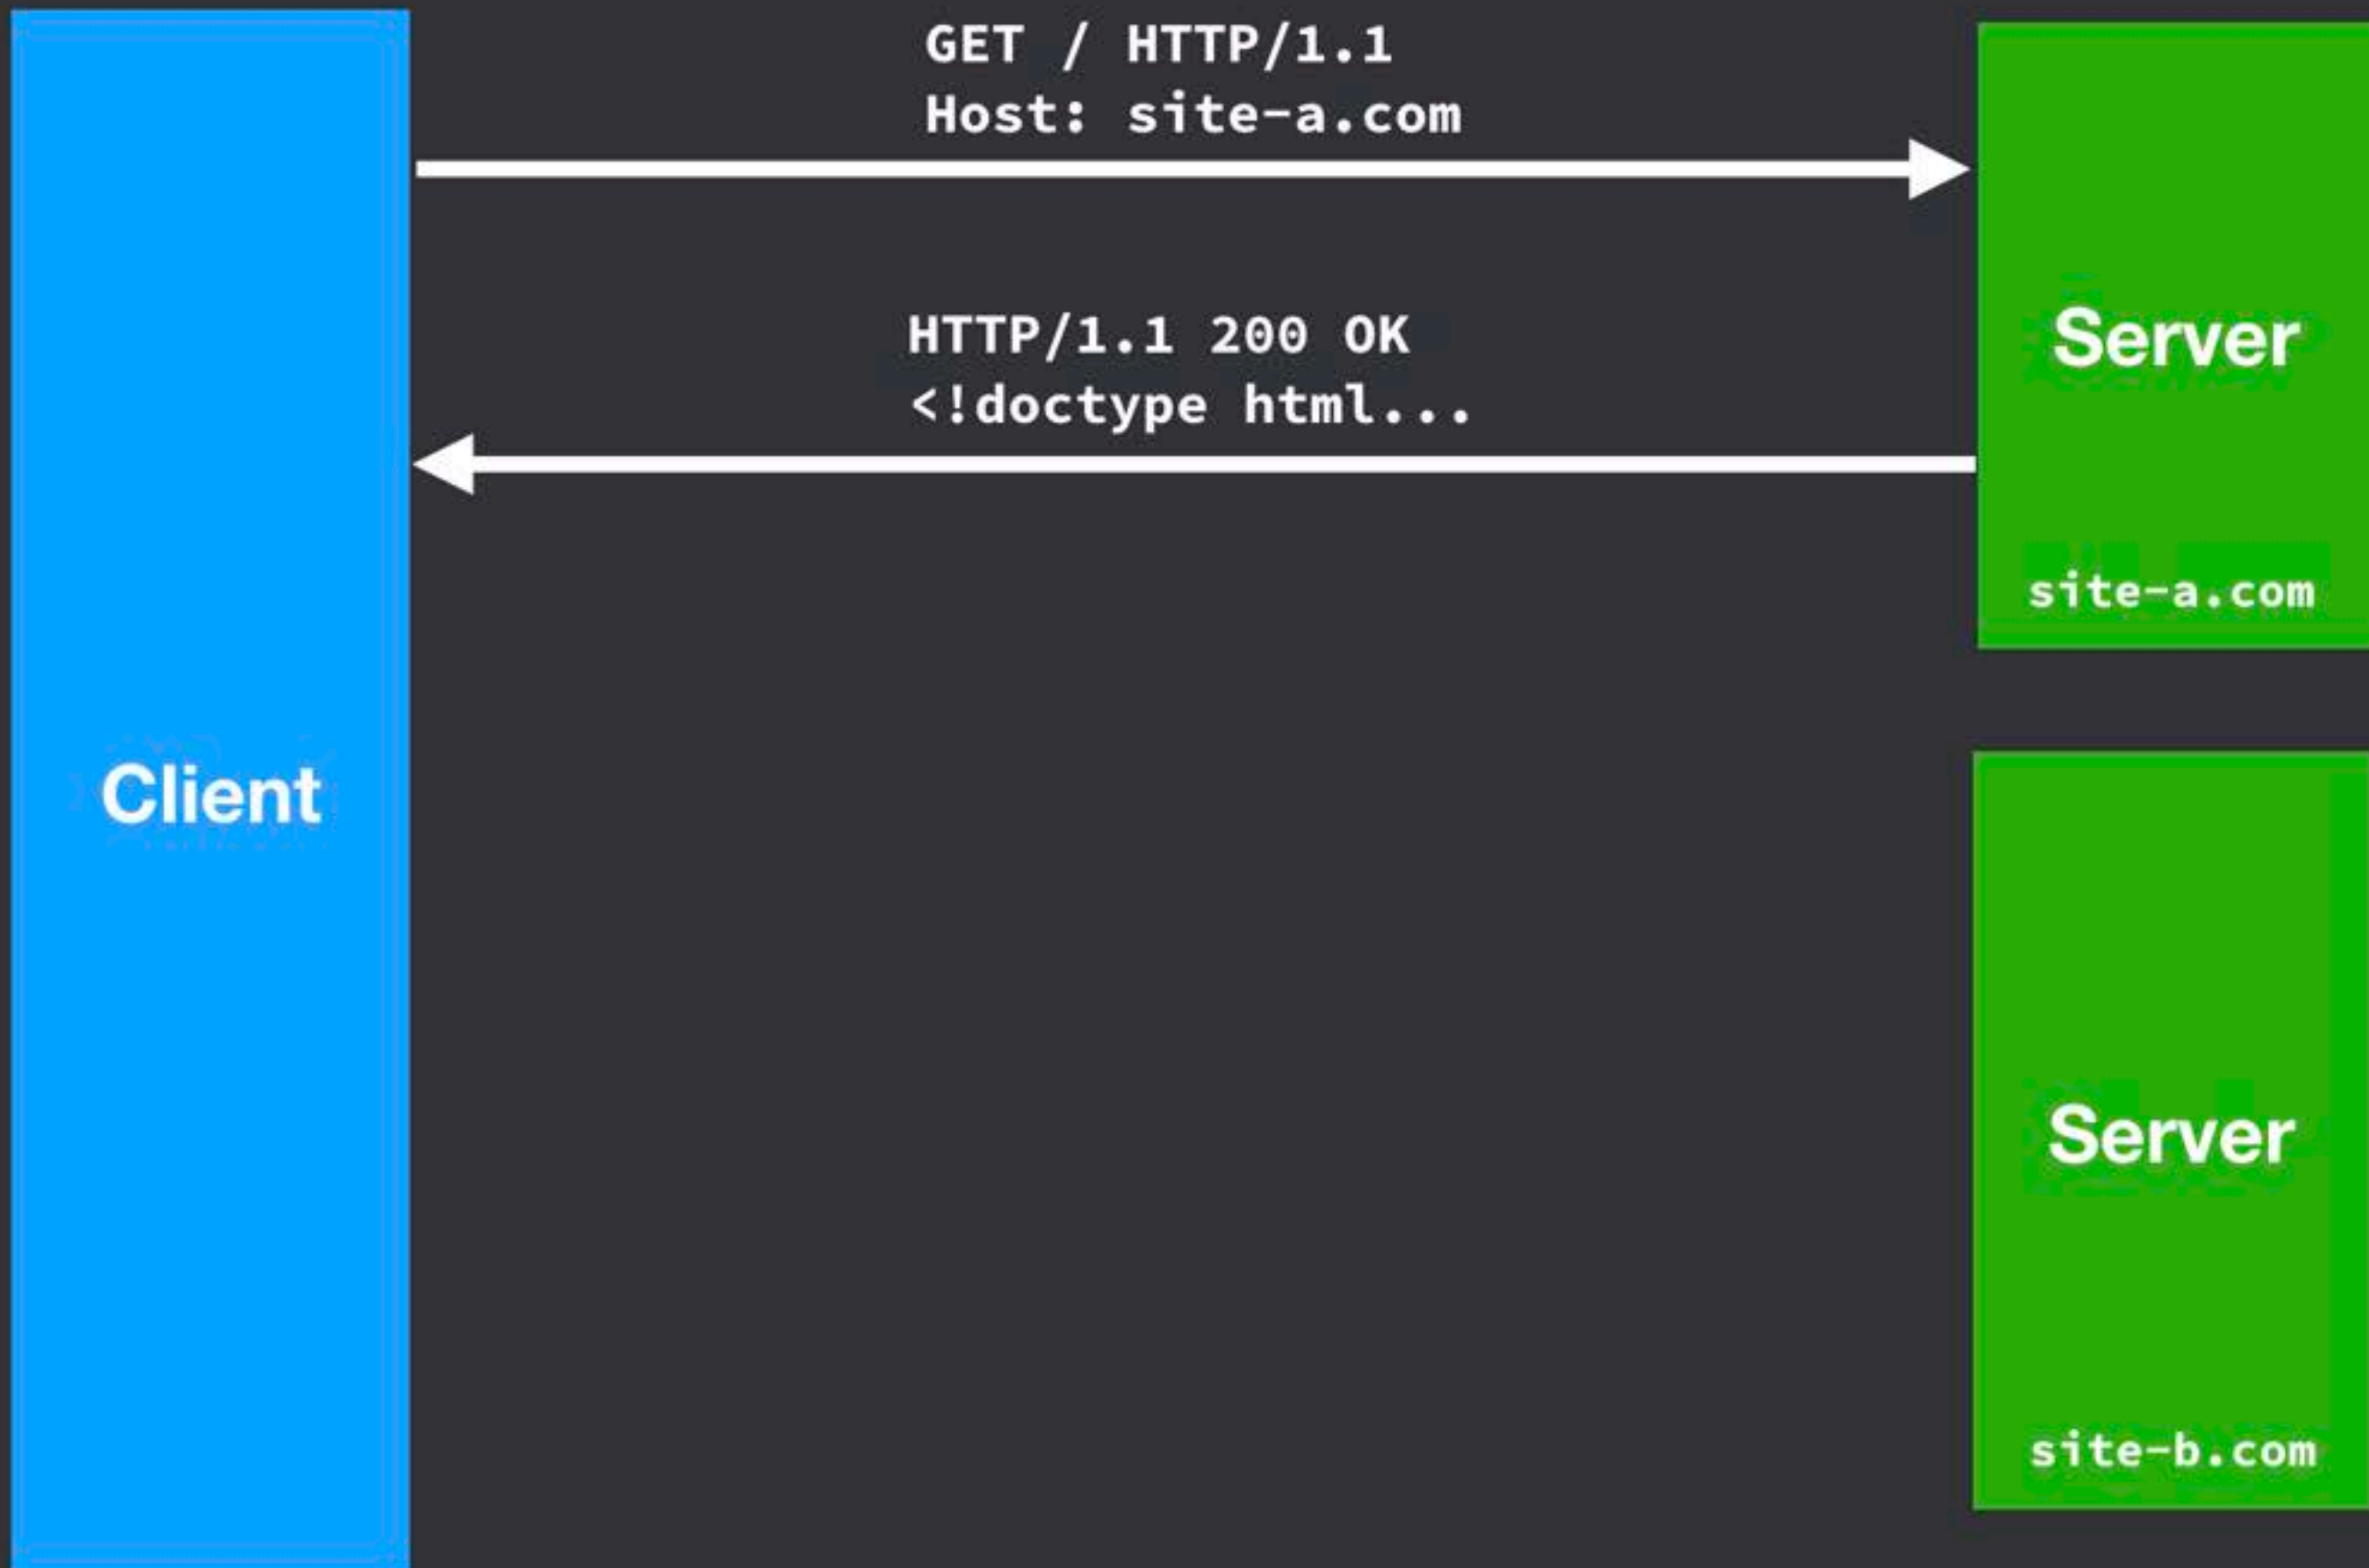 GET / HTTP/1.1
Host: site-a.com
HTTP/1.1 200 OK
<!doctype html...
Server
site-a.com
Client
Server
site-b.com